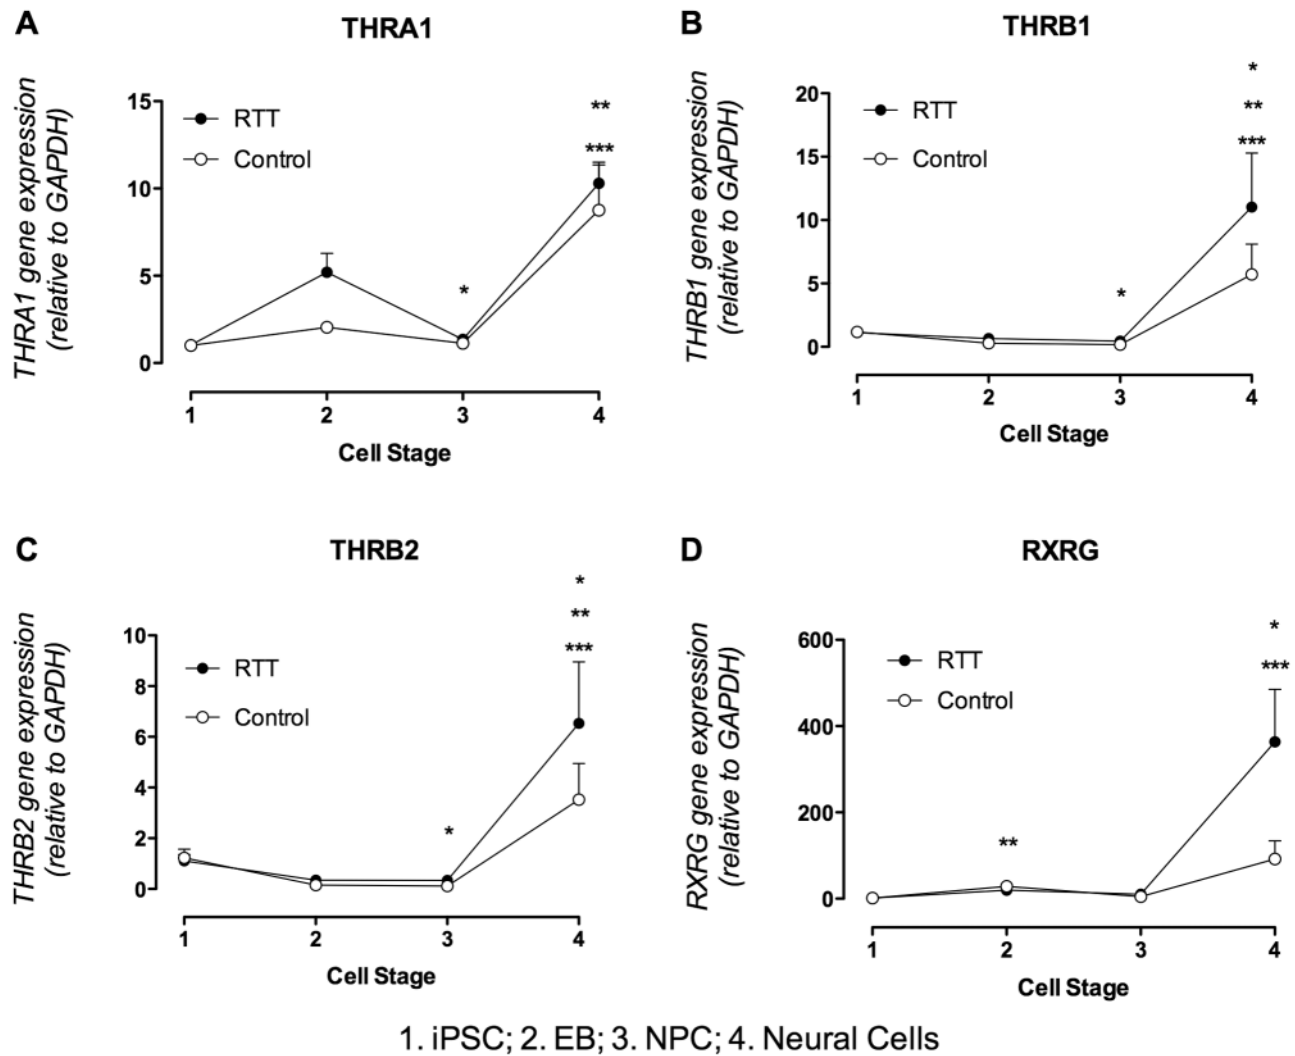 A
THRA1
THRA1 gene expression
(relative to GAPDH)
15
10
5
0
RTT
Control
*
**
***
1 2 3 4
Cell Stage
B
THRB1
THRB1 gene expression
(relative to GAPDH)
20
15
10
5
0
RTT
Control
*
*
**
***
1 2 3 4
Cell Stage
C
THRB2
THRB2 gene expression
(relative to GAPDH)
10
8
6
4
2
0
RTT
Control
*
*
**
***
1 2 3 4
Cell Stage
D
RXRG
RXRG gene expression
(relative to GAPDH)
600
400
200
0
RTT
Control
**
*
***
1 2 3 4
Cell Stage
1. iPSC; 2. EB; 3. NPC; 4. Neural Cells